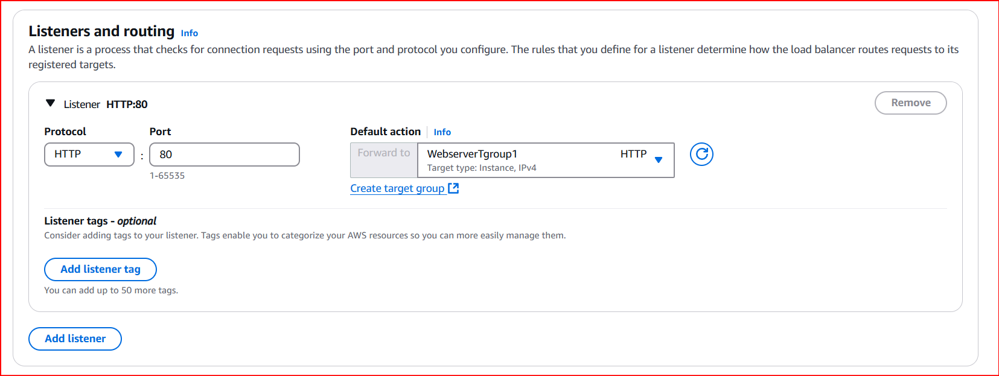 Listeners and routing Info
A listener is a process that checks for connection requests using the port and protocol you configure. The rules that you define for a listener determine how the load balancer routes requests to its
registered targets.
Listener HTTP:80
Remove
Protocol
Port
Default action Info
HTTP
:
80
1-65535
Forward to
WebserverTgroup1 HTTP
Target type: Instance, IPv4
Create target group
Listener tags - optional
Consider adding tags to your listener. Tags enable you to categorize your AWS resources so you can more easily manage them.
Add listener tag
You can add up to 50 more tags.
Add listener